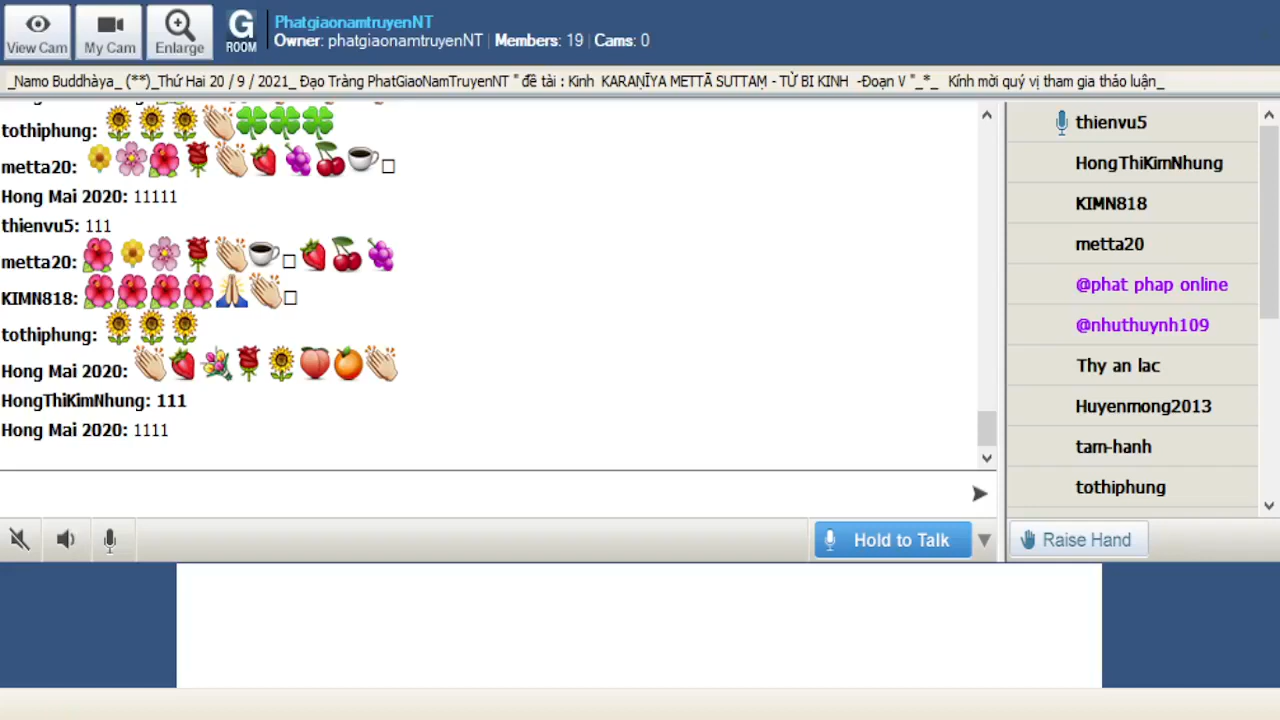 View Cam
My Cam
Enlarge
G
ROOM
PhatgiaonamtruyenNT
Owner: phatgiaonamtruyenNT | Members: 19 | Cams: 0
_Namo Buddhàya_ (**)_Thứ Hai 20 / 9 / 2021_ Đạo Tràng PhatGiaoNamTruyenNT " đề tài : Kinh KARAṆĪYA METTĀ SUTTAṂ - TỪ BI KINH -Đoạn V "_*_ Kính mời quý vị tham gia thảo luận_
tothiphung:
metta20:
Hong Mai 2020: 11111
thienvu5: 111
metta20:
KIMN818:
tothiphung:
Hong Mai 2020:
HongThiKimNhung: 111
Hong Mai 2020: 1111
thienvu5
HongThiKimNhung
KIMN818
metta20
@phat phap online
@nhuthuynh109
Thy an lac
Huyenmong2013
tam-hanh
tothiphung
Hold to Talk
Raise Hand